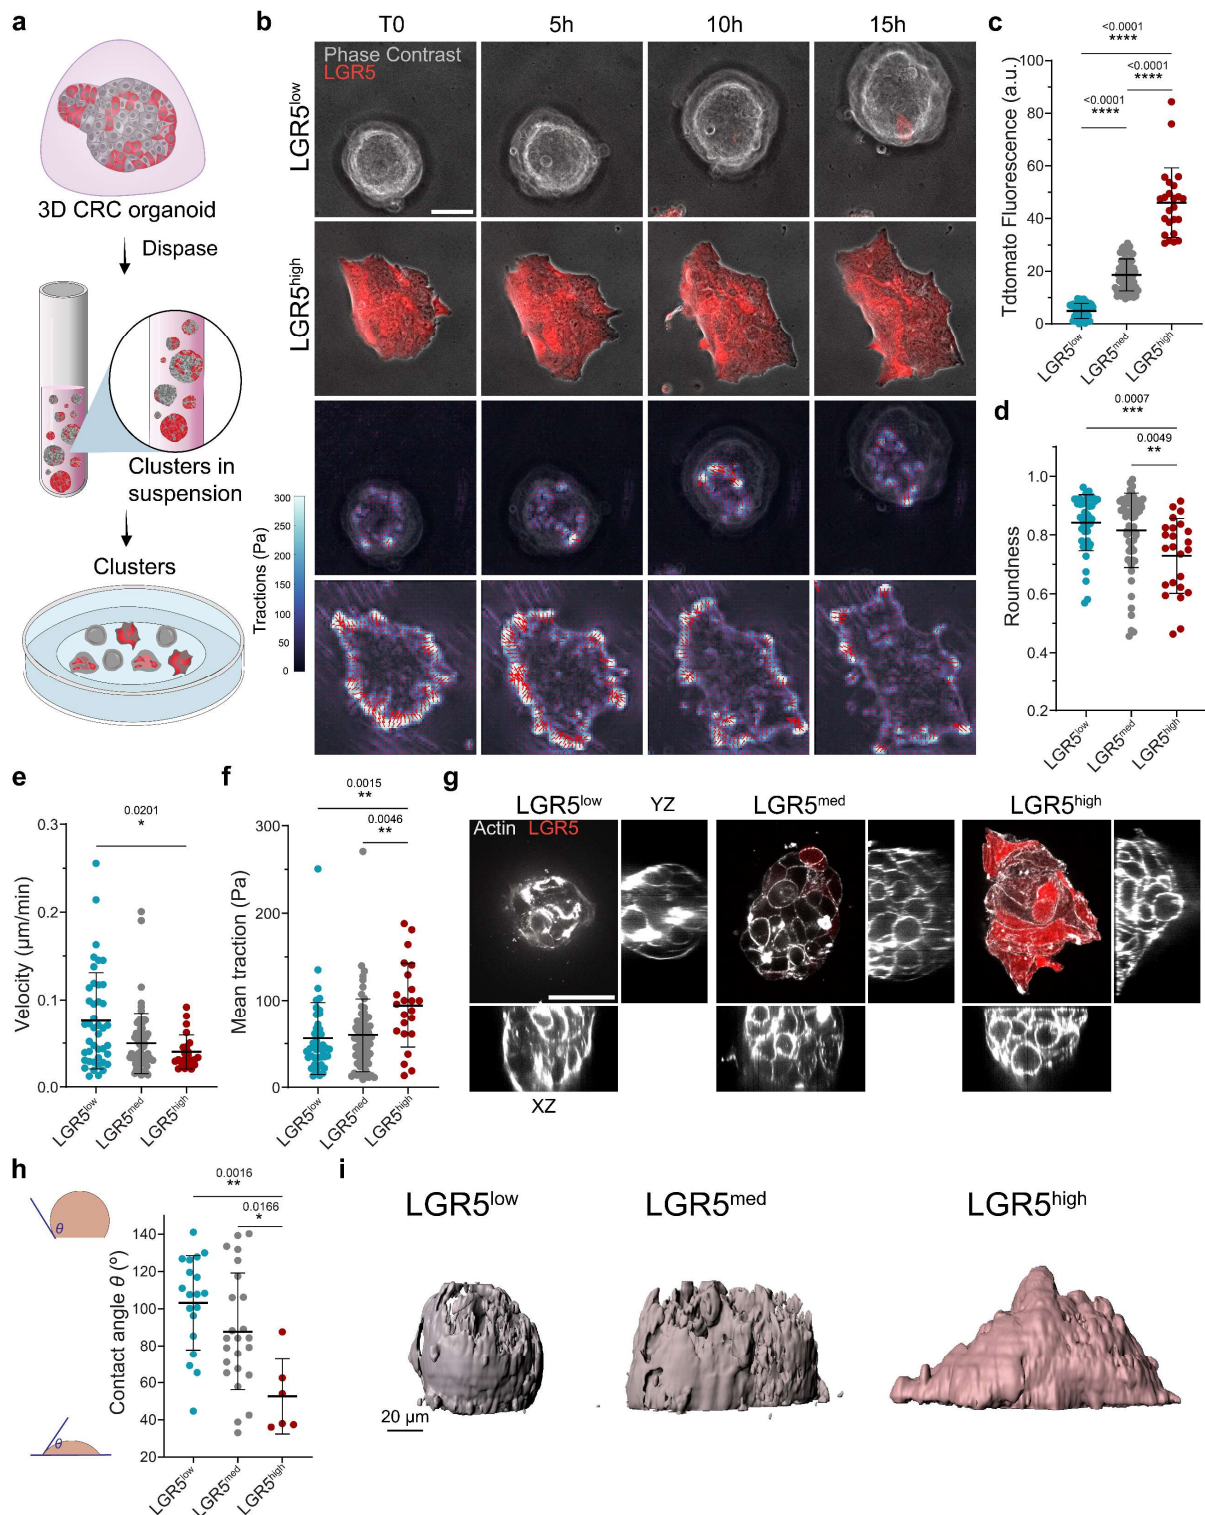 a
3D CRC organoid
Dispase
Clusters in
suspension
Clusters
b
T0
5h
10h
15h
Phase Contrast
LGR5
LGR5low
LGR5high
Tractions (Pa)
300
250
200
150
100
50
0
c
<0.0001
****
<0.0001
****
<0.0001
****
Tdtomato Fluorescence (a.u.)
100
80
60
40
20
0
LGR5low
LGR5med
LGR5high
d
0.0007
***
0.0049
**
Roundness
1.0
0.8
0.6
0.4
0.2
LGR5low
LGR5med
LGR5high
e
0.0201
*
Velocity (µm/min)
0.3
0.2
0.1
0.0
LGR5low
LGR5med
LGR5high
f
0.0015
**
0.0046
**
Mean traction (Pa)
300
200
100
0
LGR5low
LGR5med
LGR5high
g
LGR5low
YZ
LGR5med
LGR5high
Actin LGR5
XZ
h
0.0016
**
0.0166
*
θ
θ
Contact angle θ (º)
140
120
100
80
60
40
20
LGR5low
LGR5med
LGR5high
i
LGR5low
LGR5med
LGR5high
20 µm